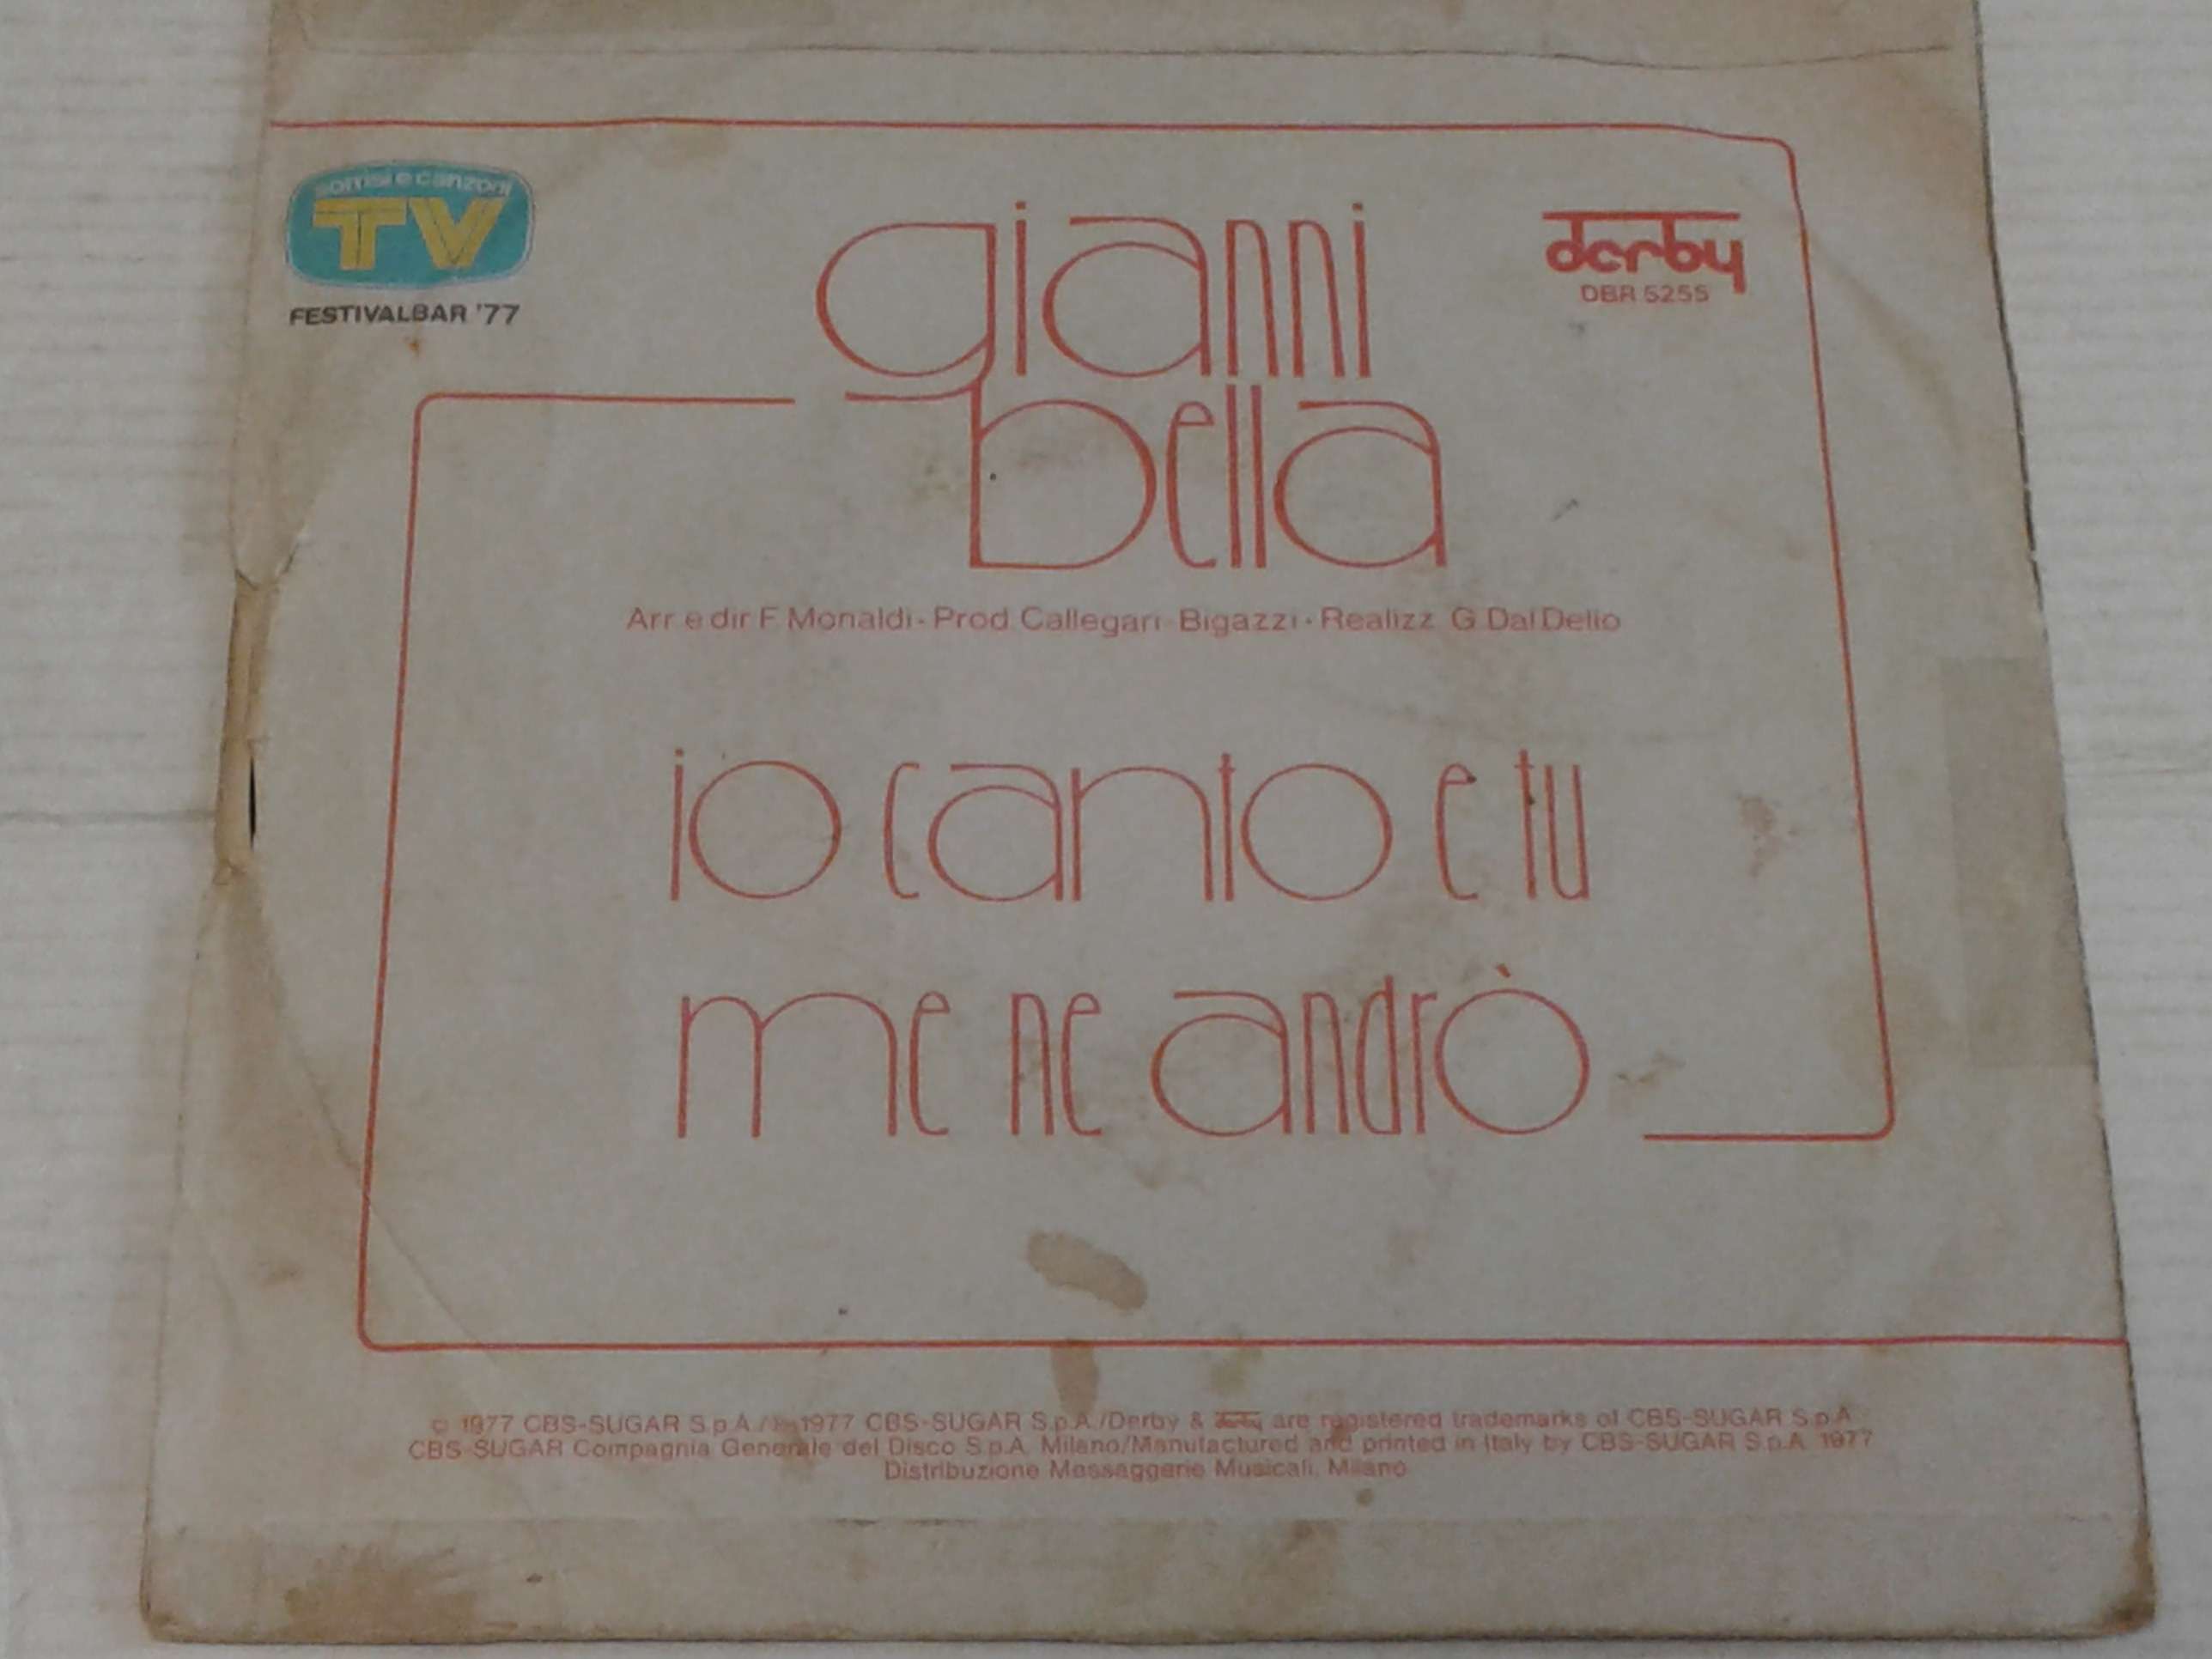 sorrisi e canzoni
TV
FESTIVALBAR '77
gianni
bella
derby
DBR 5255
Arr e dir F Monaldi - Prod Callegari Bigazzi - Realizz G Dal Dello
io canto e tu
me ne andrò
© 1977 CBS-SUGAR S.p.A./℗ 1977 CBS-SUGAR S.p.A./Derby & derby are registered trademarks of CBS-SUGAR S.p.A.
CBS-SUGAR Compagnia Generale del Disco S.p.A. Milano/Manufactured and printed in Italy by CBS-SUGAR S.p.A. 1977
Distribuzione Messaggerie Musicali, Milano